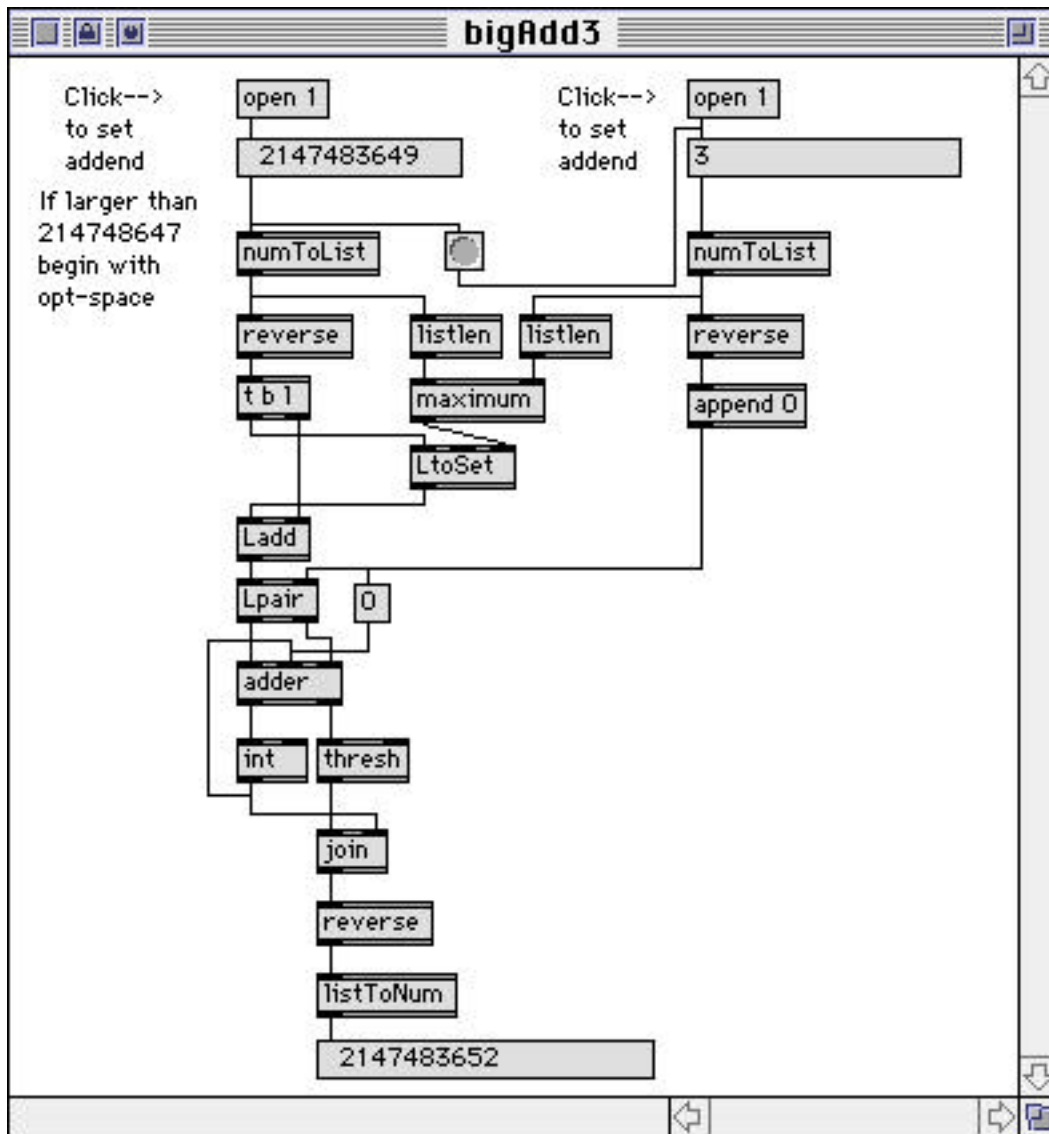 bigAdd3
Click-->
to set
addend
open 1
2147483649
Click-->
to set
addend
open 1
3
If larger than
214748647
begin with
opt-space
numToList
numToList
reverse
listlen
listlen
reverse
t b l
maximum
append 0
LtoSet
Ladd
Lpair
0
adder
int
thresh
join
reverse
listToNum
2147483652